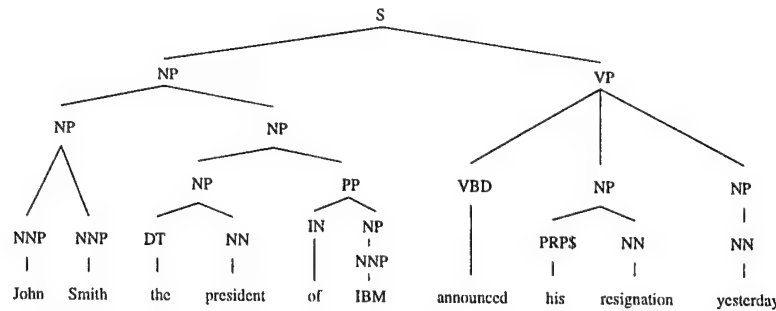 S
NP VP
NP NP
NP PP VBD NP NP
NNP NNP DT NN IN NP PRP$ NN NN
NNP
John Smith the president of IBM announced his resignation yesterday